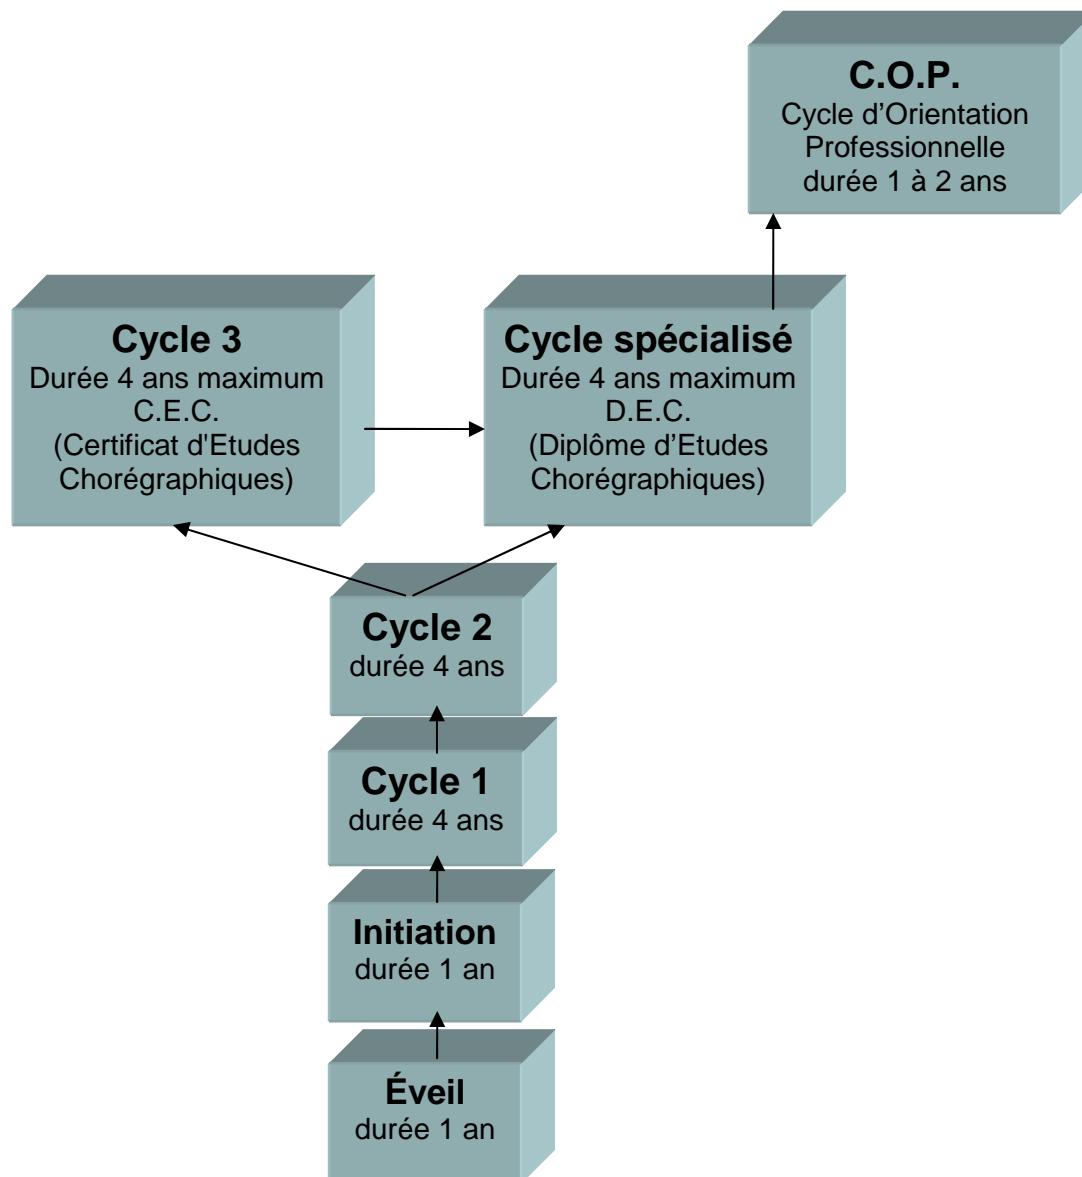 C.O.P.
Cycle d’Orientation
Professionnelle
durée 1 à 2 ans
Cycle 3
Durée 4 ans maximum
C.E.C.
(Certificat d'Etudes
Chorégraphiques)
Cycle spécialisé
Durée 4 ans maximum
D.E.C.
(Diplôme d’Etudes
Chorégraphiques)
Cycle 2
durée 4 ans
Cycle 1
durée 4 ans
Initiation
durée 1 an
Éveil
durée 1 an